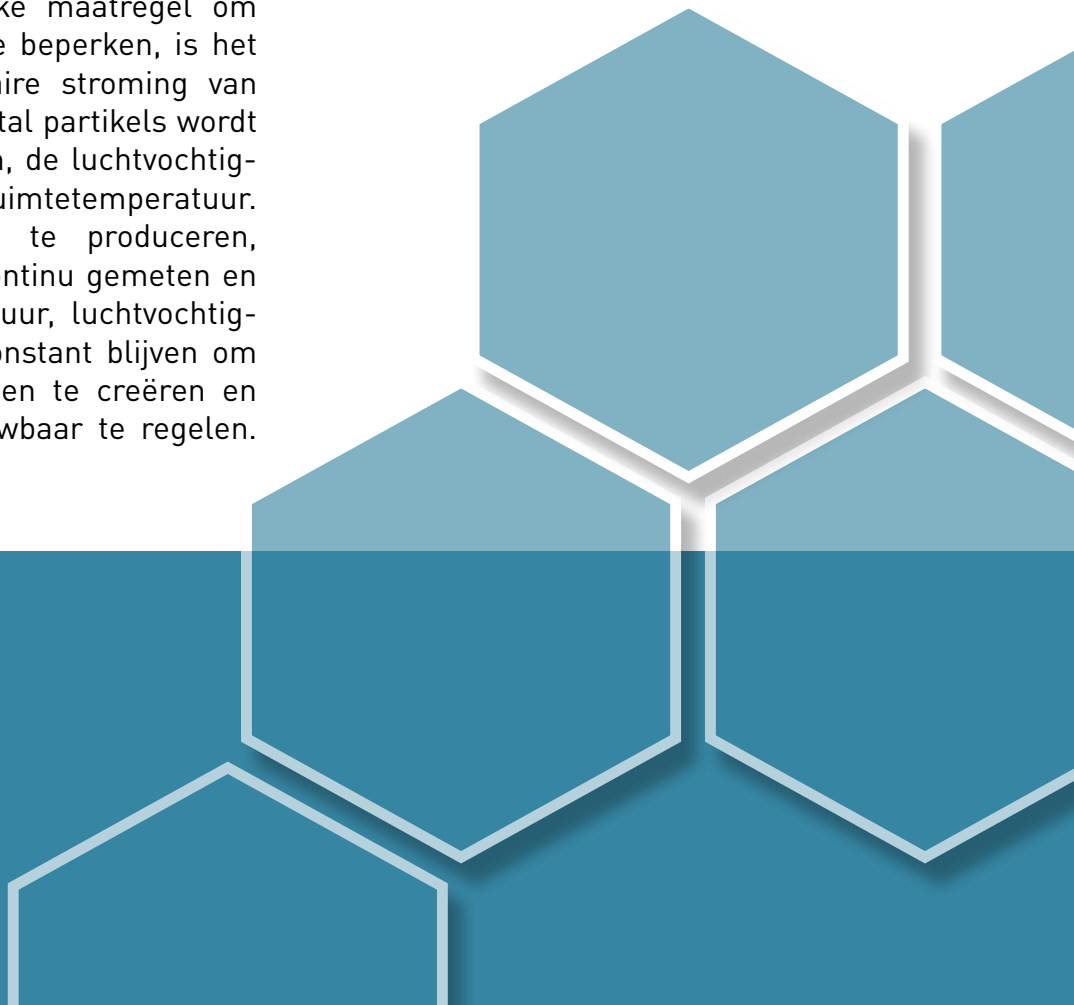 ke maatregel om
e beperken, is het
ire stroming van
tal partikels wordt
, de luchtvochtig-
uimtetemperatuur.
te produceren,
ntinu gemeten en
uur, luchtvochtig-
onstant blijven om
en te creëren en
wbaar te regelen.